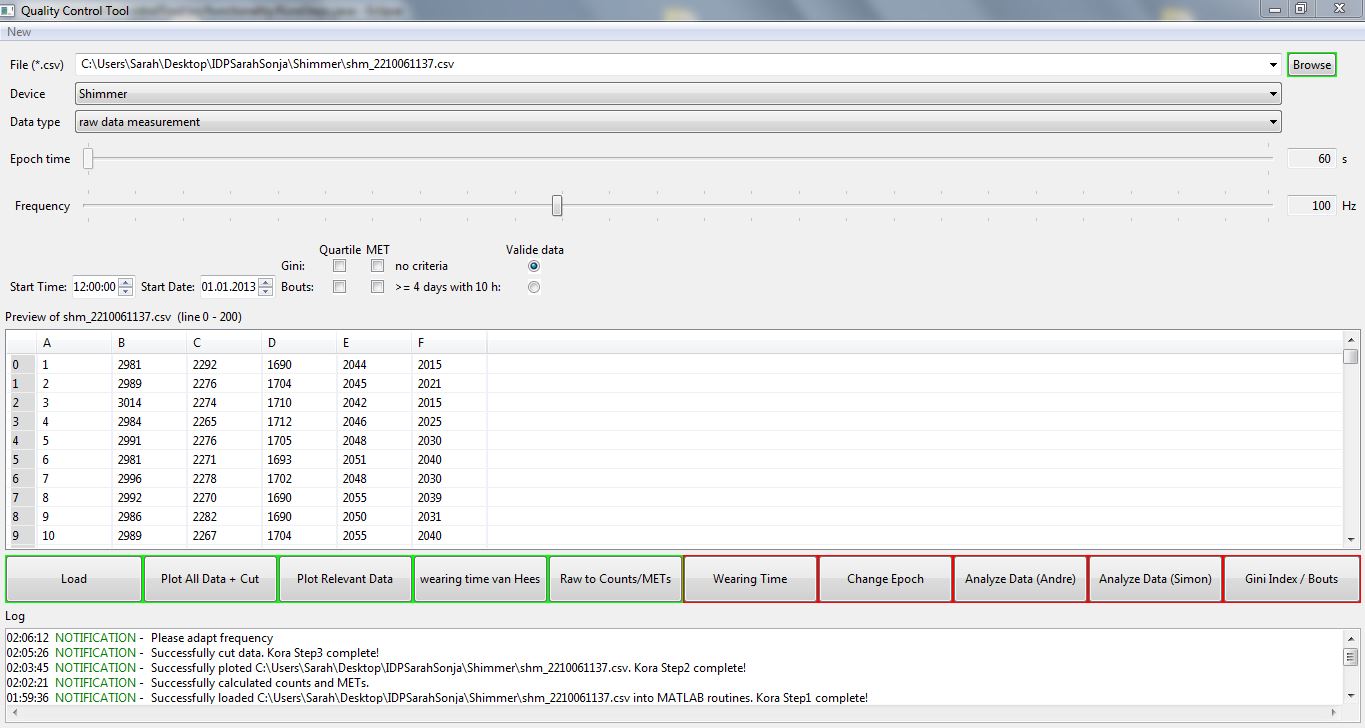 Quality Control Tool
New
File (*.csv) C:\Users\Sarah\Desktop\IDPSarahSonja\Shimmer\shm_2210061137.csv Browse
Device Shimmer
Data type raw data measurement
Epoch time 60 s
Frequency 100 Hz
Quartile MET Valide data
Gini: no criteria
Start Time: 12:00:00 Start Date: 01.01.2013 Bouts: >= 4 days with 10 h:
Preview of shm_2210061137.csv (line 0 - 200)
A B C D E F
0 1 2981 2292 1690 2044 2015
1 2 2989 2276 1704 2045 2021
2 3 3014 2274 1710 2042 2015
3 4 2984 2265 1712 2046 2025
4 5 2991 2276 1705 2048 2030
5 6 2981 2271 1693 2051 2040
6 7 2996 2278 1702 2048 2030
7 8 2992 2270 1690 2055 2039
8 9 2986 2282 1690 2050 2031
9 10 2989 2267 1704 2055 2040
Load Plot All Data + Cut Plot Relevant Data wearing time van Hees Raw to Counts/METs Wearing Time Change Epoch Analyze Data (Andre) Analyze Data (Simon) Gini Index / Bouts
Log
02:06:12 NOTIFICATION - Please adapt frequency
02:05:26 NOTIFICATION - Successfully cut data. Kora Step3 complete!
02:03:45 NOTIFICATION - Successfully ploted C:\Users\Sarah\Desktop\IDPSarahSonja\Shimmer\shm_2210061137.csv. Kora Step2 complete!
02:02:21 NOTIFICATION - Successfully calculated counts and METs.
01:59:36 NOTIFICATION - Successfully loaded C:\Users\Sarah\Desktop\IDPSarahSonja\Shimmer\shm_2210061137.csv into MATLAB routines. Kora Step1 complete!